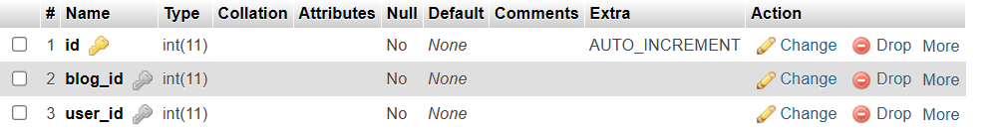 # Name Type Collation Attributes Null Default Comments Extra Action
1 id int(11) No None AUTO_INCREMENT Change Drop More
2 blog_id int(11) No None Change Drop More
3 user_id int(11) No None Change Drop More